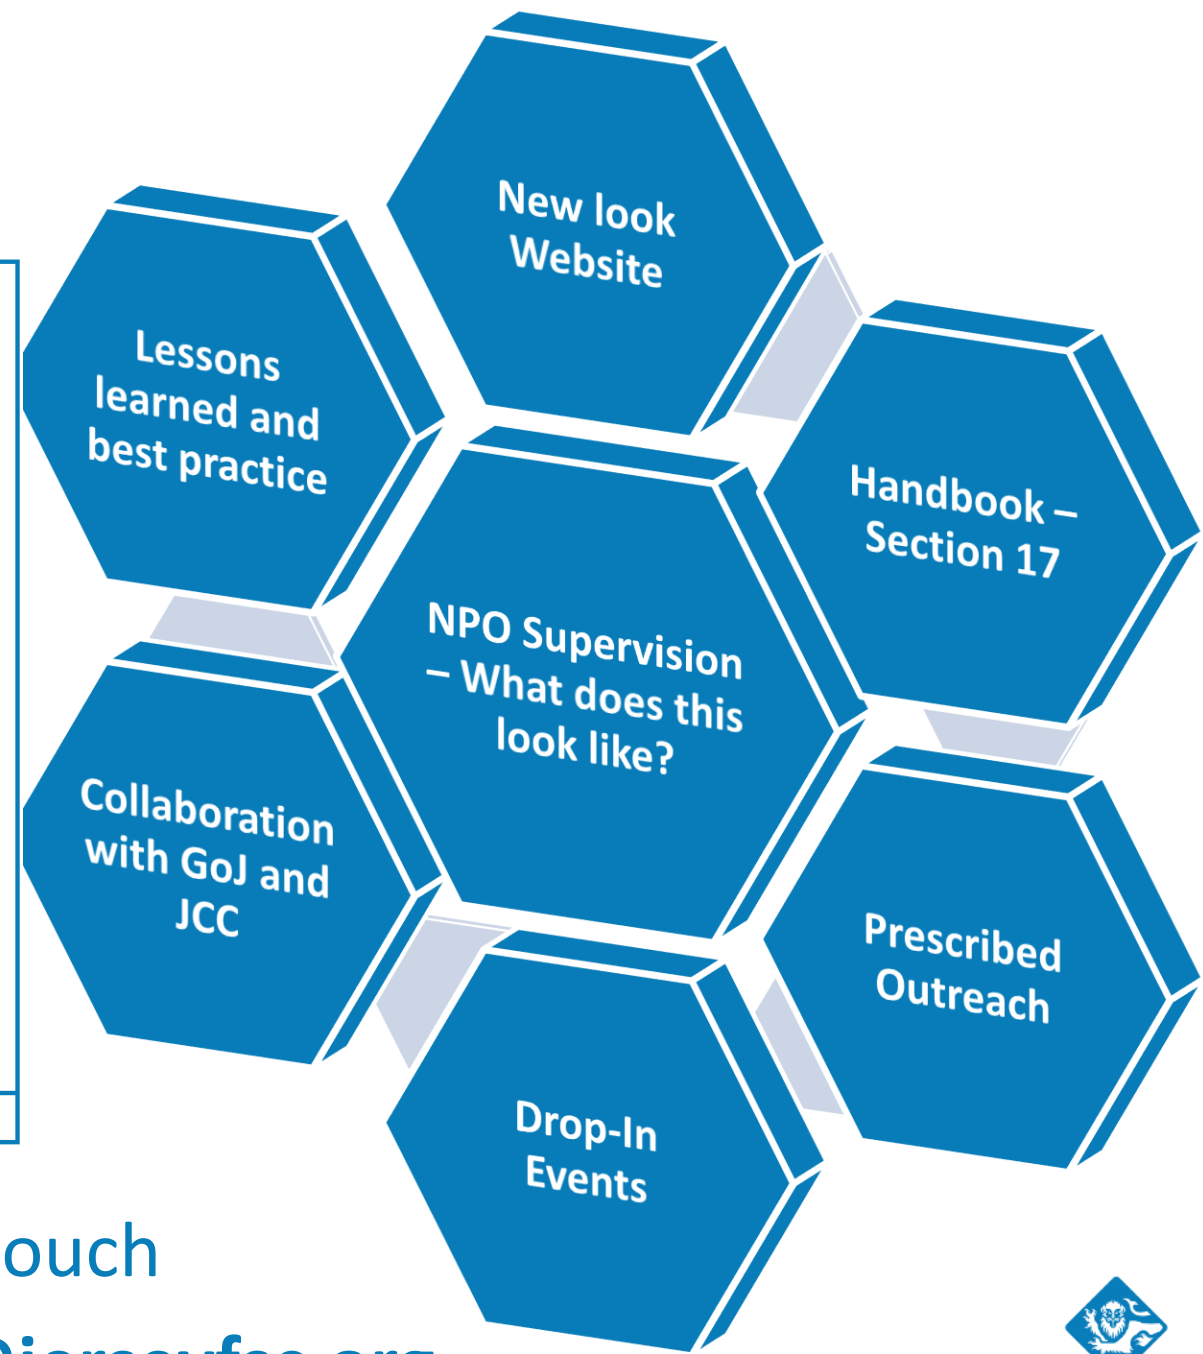 New look
Website
Lessons
learned and
best practice
Handbook –
Section 17
NPO Supervision
– What does this
look like?
Collaboration
with GoJ and
JCC
Prescribed
Outreach
Drop-In
Events
ouch